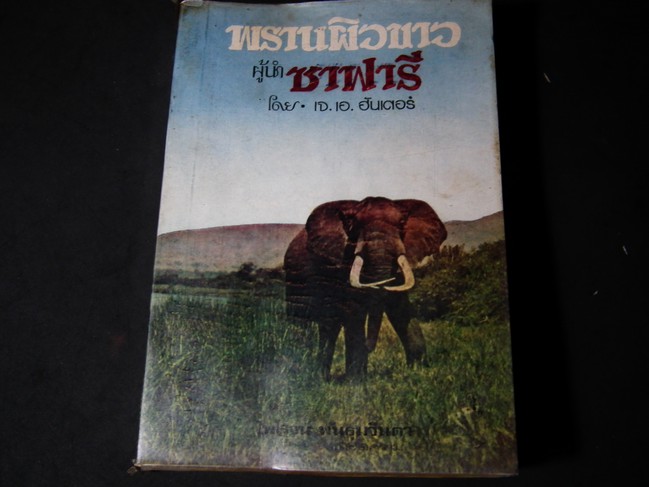 พรานผิวขาว
ผู้นำ ซาฟารี
โดย • เจ. เอ. ฮันเตอร์